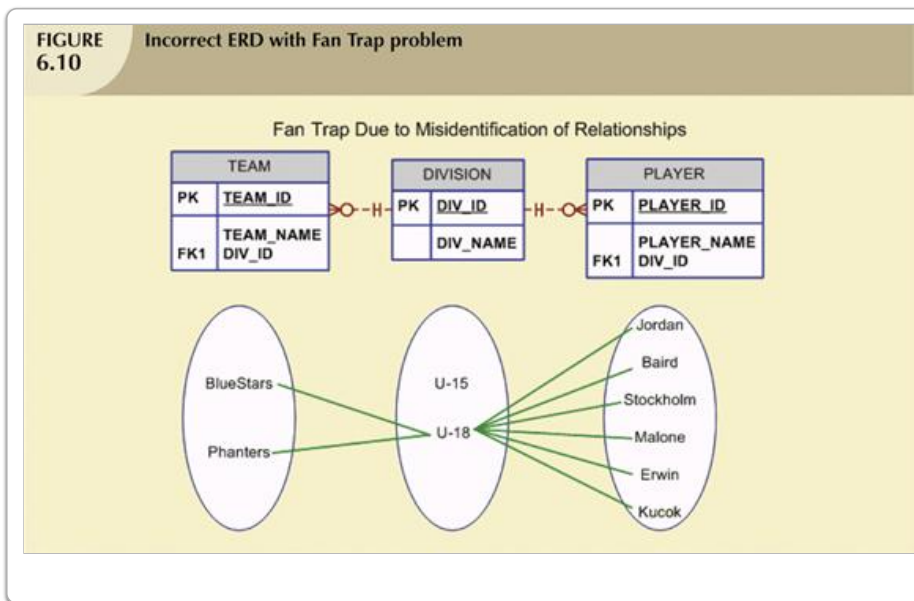 FIGURE
6.10
Incorrect ERD with Fan Trap problem
Fan Trap Due to Misidentification of Relationships
TEAM
PK TEAM_ID
TEAM_NAME
FK1 DIV_ID
DIVISION
PK DIV_ID
DIV_NAME
PLAYER
PK PLAYER_ID
PLAYER_NAME
FK1 DIV_ID
BlueStars
Phanters
U-15
U-18
Jordan
Baird
Stockholm
Malone
Erwin
Kucok